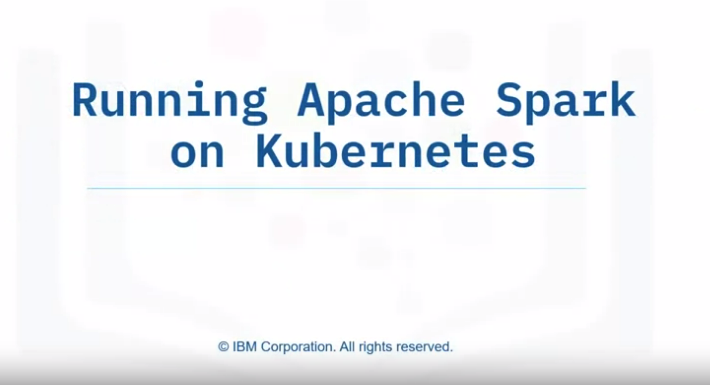 Running Apache Spark
on Kubernetes
© IBM Corporation. All rights reserved.